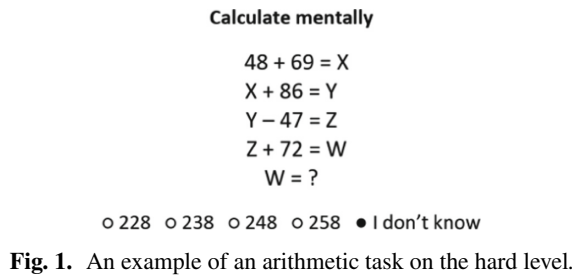 Calculate mentally
48 + 69 = X
X + 86 = Y
Y – 47 = Z
Z + 72 = W
W = ?
○ 228 ○ 238 ○ 248 ○ 258 ● I don't know
Fig. 1. An example of an arithmetic task on the hard level.